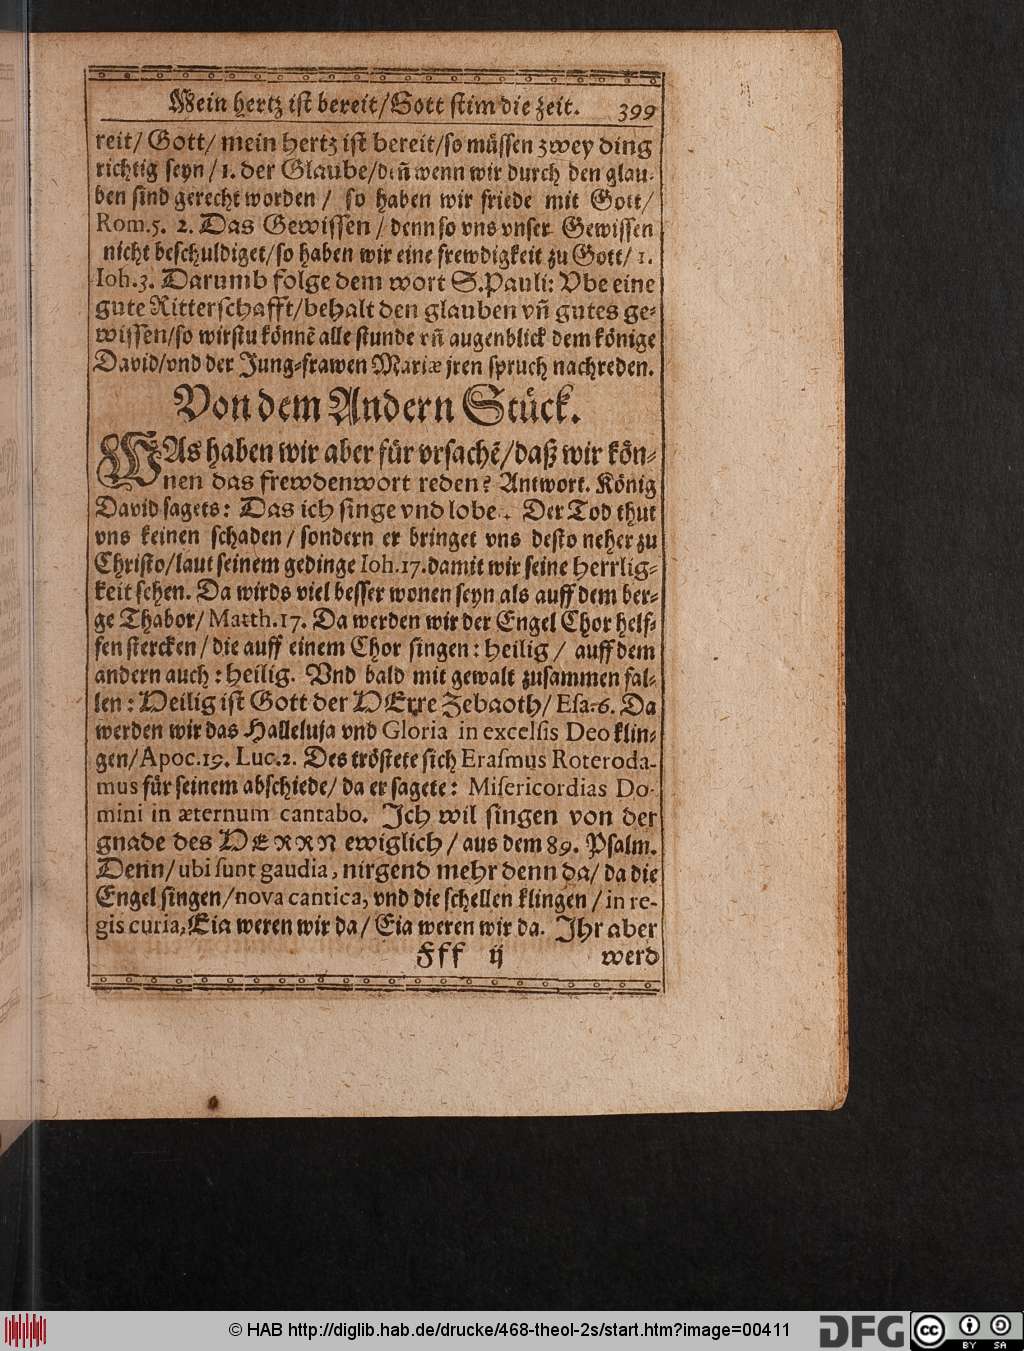 Mein hertz ist bereit/Gott stim die zeit. 399
reit/ Gott/ mein hertz ist bereit/so müssen zwey ding
richtig seyn/1. der Glaube/deñ wenn wir durch den glau-
ben sind gerecht worden/ so haben wir friede mit Gott/
Rom.5. 2. Das Gewissen/denn so vns vnser Gewissen
nicht beschuldiget/so haben wir eine frewdigkeit zu Gott/ 1.
Ioh.3. Darumb folge dem wort S.Pauli: Vbe eine
gute Ritterschafft/behalt den glauben vñ gutes ge-
wissen/so wirstu könnẽ alle stunde vñ augenblick dem könige
David/vnd der Jung-frawen Mariæ jren spruch nachreden.
Von dem Andern Stück.
WAs haben wir aber für vrsachẽ/daß wir kön-
nen das frewdenwort reden? Antwort. König
David sagets: Das ich singe vnd lobe. Der Tod thut
vns keinen schaden/ sondern er bringet vns desto neher zu
Christo/laut seinem gedinge Ioh.17.damit wir seine Herrlig-
keit sehen. Da wirds viel besser wonen seyn als auff dem ber-
ge Thabor/ Matth.17. Da werden wir der Engel Chor helf-
fen stercken/die auff einem Chor singen: Heilig/ auff dem
andern auch: Heilig. Vnd bald mit gewalt zusammen fal-
len: Heilig ist Gott der HErre Zebaoth/ Esa.6. Da
werden wir das Halleluja vnd Gloria in excelsis Deo klin-
gen/Apoc.19. Luc.2. Des tröstete sich Erasmus Roteroda-
mus für seinem abschiede/ da er sagete: Misericordias Do-
mini in æternum cantabo. Jch wil singen von der
gnade des HERRN ewiglich/ aus dem 89. Psalm.
Denn/ubi sunt gaudia, nirgend mehr denn da/ da die
Engel singen/nova cantica, vnd die schellen klingen/in re-
gis curia, Eia weren wir da/ Eia weren wir da. Jhr aber
Fff ij werd
© HAB http://diglib.hab.de/drucke/468-theol-2s/start.htm?image=00411
DFG
cc BY SA